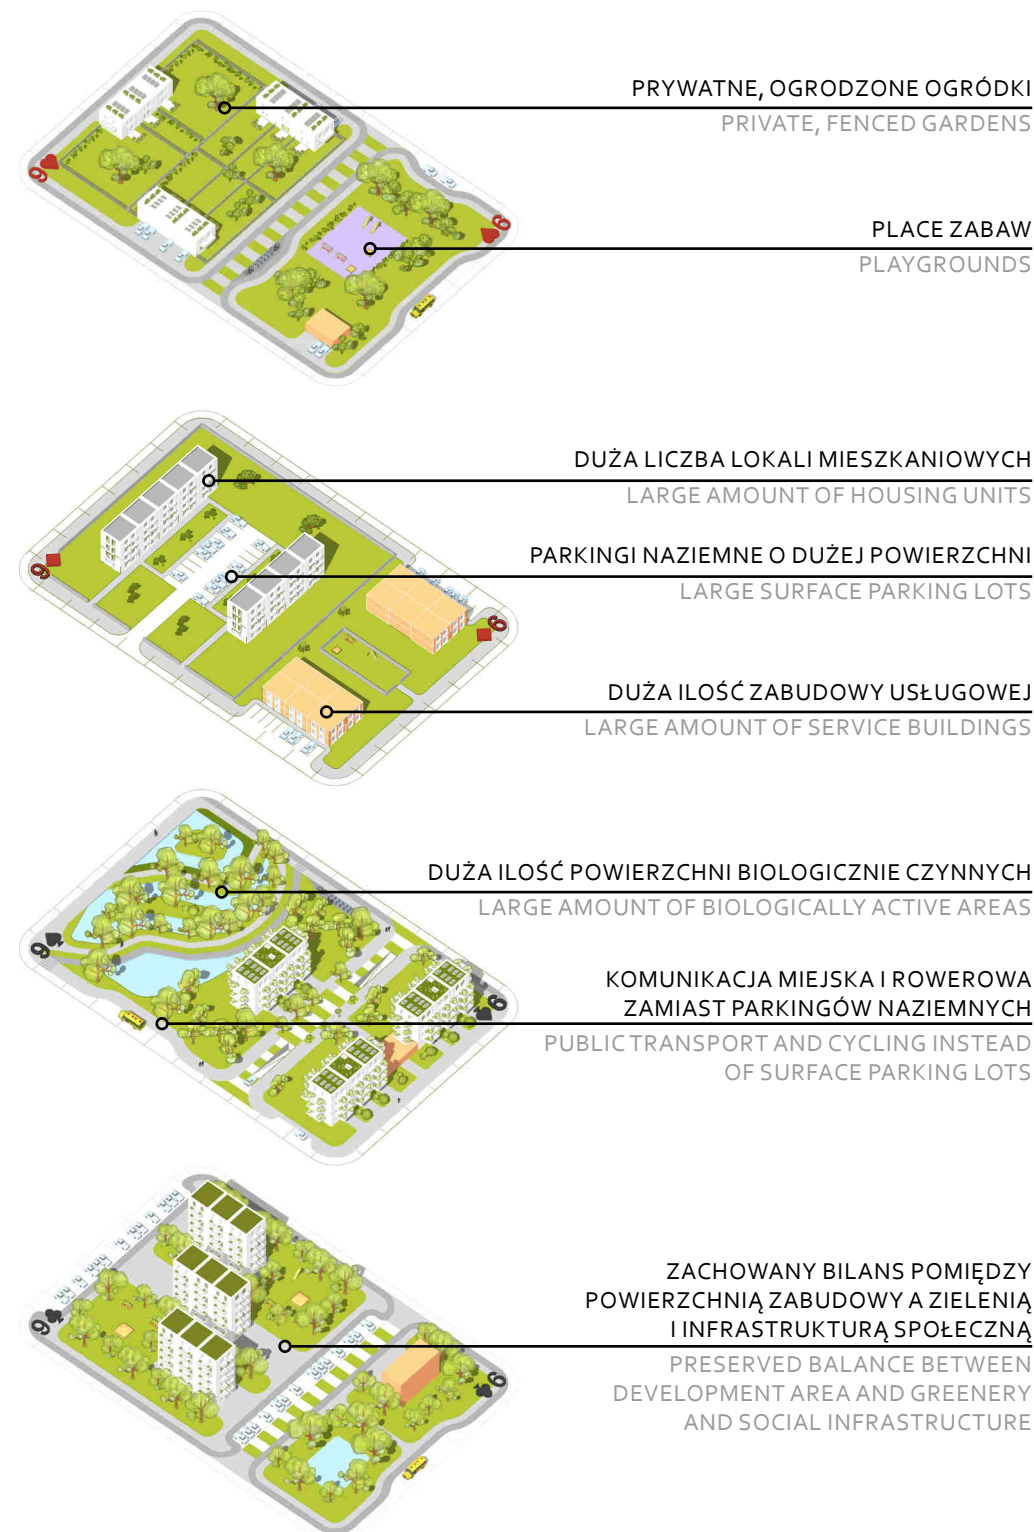 PRYWATNE, OGRODZONE OGRÓDKI
PRIVATE, FENCED GARDENS
PLACE ZABAW
PLAYGROUNDS
DUŻA LICZBA LOKALI MIESZKANIOWYCH
LARGE AMOUNT OF HOUSING UNITS
PARKINGI NAZIEMNE O DUŻEJ POWIERZCHNI
LARGE SURFACE PARKING LOTS
DUŻA ILOŚĆ ZABUDOWY USŁUGOWEJ
LARGE AMOUNT OF SERVICE BUILDINGS
DUŻA ILOŚĆ POWIERZCHNI BIOLOGICZNIE CZYNNYCH
LARGE AMOUNT OF BIOLOGICALLY ACTIVE AREAS
KOMUNIKACJA MIEJSKA I ROWEROWA
ZAMIAST PARKINGÓW NAZIEMNYCH
PUBLIC TRANSPORT AND CYCLING INSTEAD
OF SURFACE PARKING LOTS
ZACHOWANY BILANS POMIĘDZY
POWIERZCHNIĄ ZABUDOWY A ZIELENIĄ
I INFRASTRUKTURĄ SPOŁECZNĄ
PRESERVED BALANCE BETWEEN
DEVELOPMENT AREA AND GREENERY
AND SOCIAL INFRASTRUCTURE